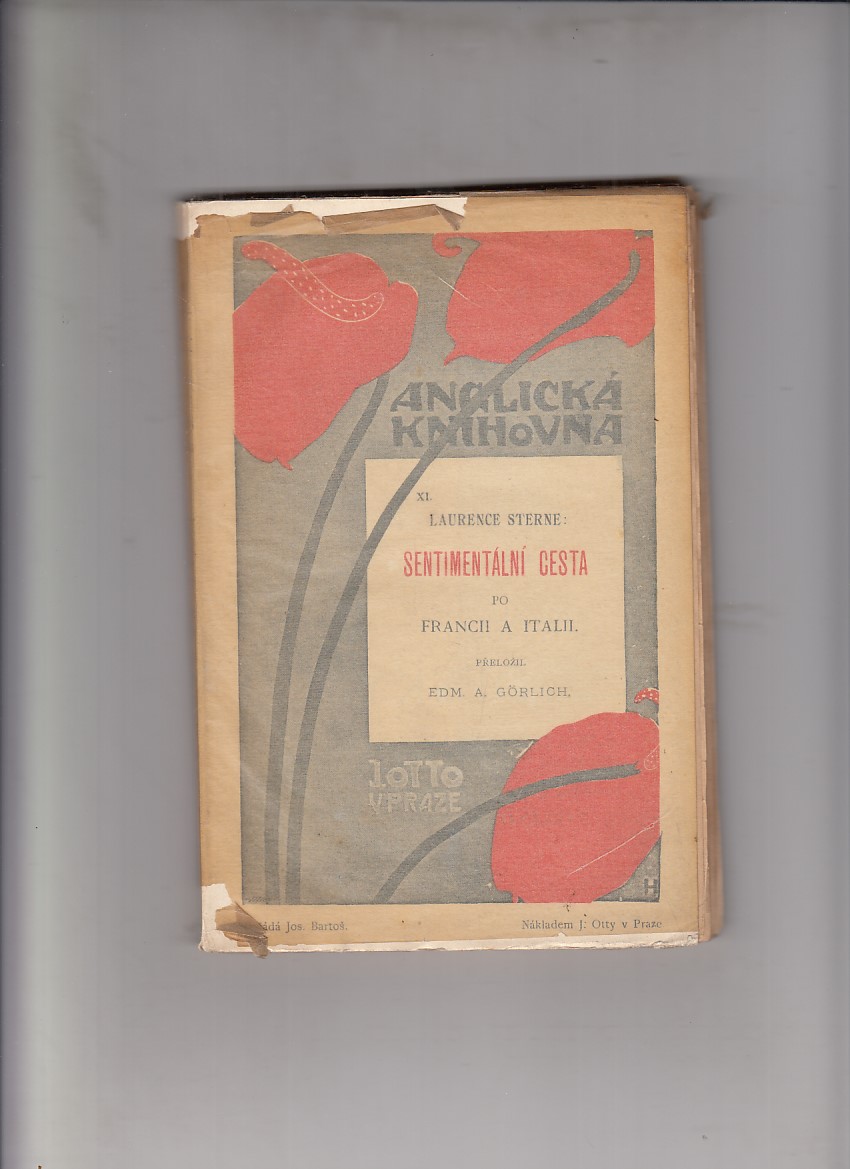 ANGLICKÁ
KNIHOVNA
XI.
LAURENCE STERNE:
SENTIMENTÁLNÍ CESTA
PO
FRANCII A ITALII.
PŘELOŽIL
EDM. A. GÖRLICH.
J. OTTO
V PRAZE
H
Jos. Bartoš.
Nákladem J. Otty v Praze